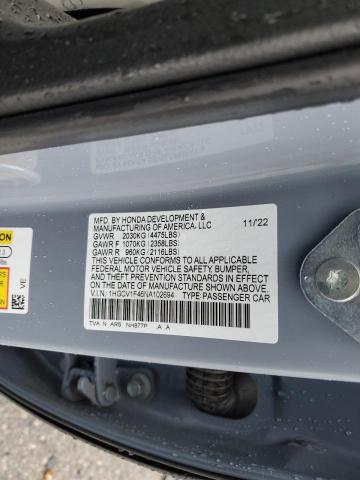 MFD. BY HONDA DEVELOPMENT &
MANUFACTURING OF AMERICA, LLC 11/22
GVWR 2030KG (4475LBS)
GAWR F 1070KG (2358LBS)
GAWR R 960KG (2116LBS)
THIS VEHICLE CONFORMS TO ALL APPLICABLE
FEDERAL MOTOR VEHICLE SAFETY, BUMPER,
AND THEFT PREVENTION STANDARDS IN EFFECT
ON THE DATE OF MANUFACTURE SHOWN ABOVE.
V.I.N.: 1HGCV1F46NA102694 TYPE: PASSENGER CAR
TVA N AR5 NH877P .A .A
VE